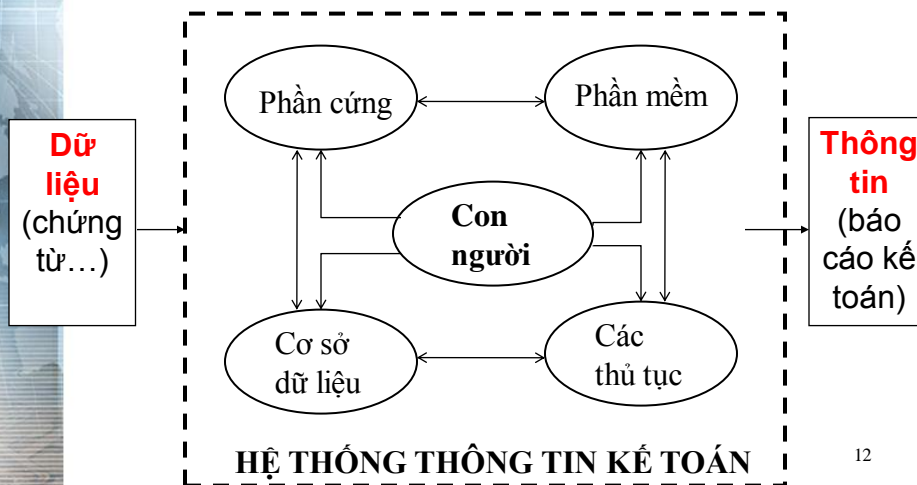 Phần cứng
Phần mềm
Dữ
liệu
(chứng
từ…)
Con
người
Thông
tin
(báo
cáo kế
toán)
Cơ sở
dữ liệu
Các
thủ tục
HỆ THỐNG THÔNG TIN KẾ TOÁN
12